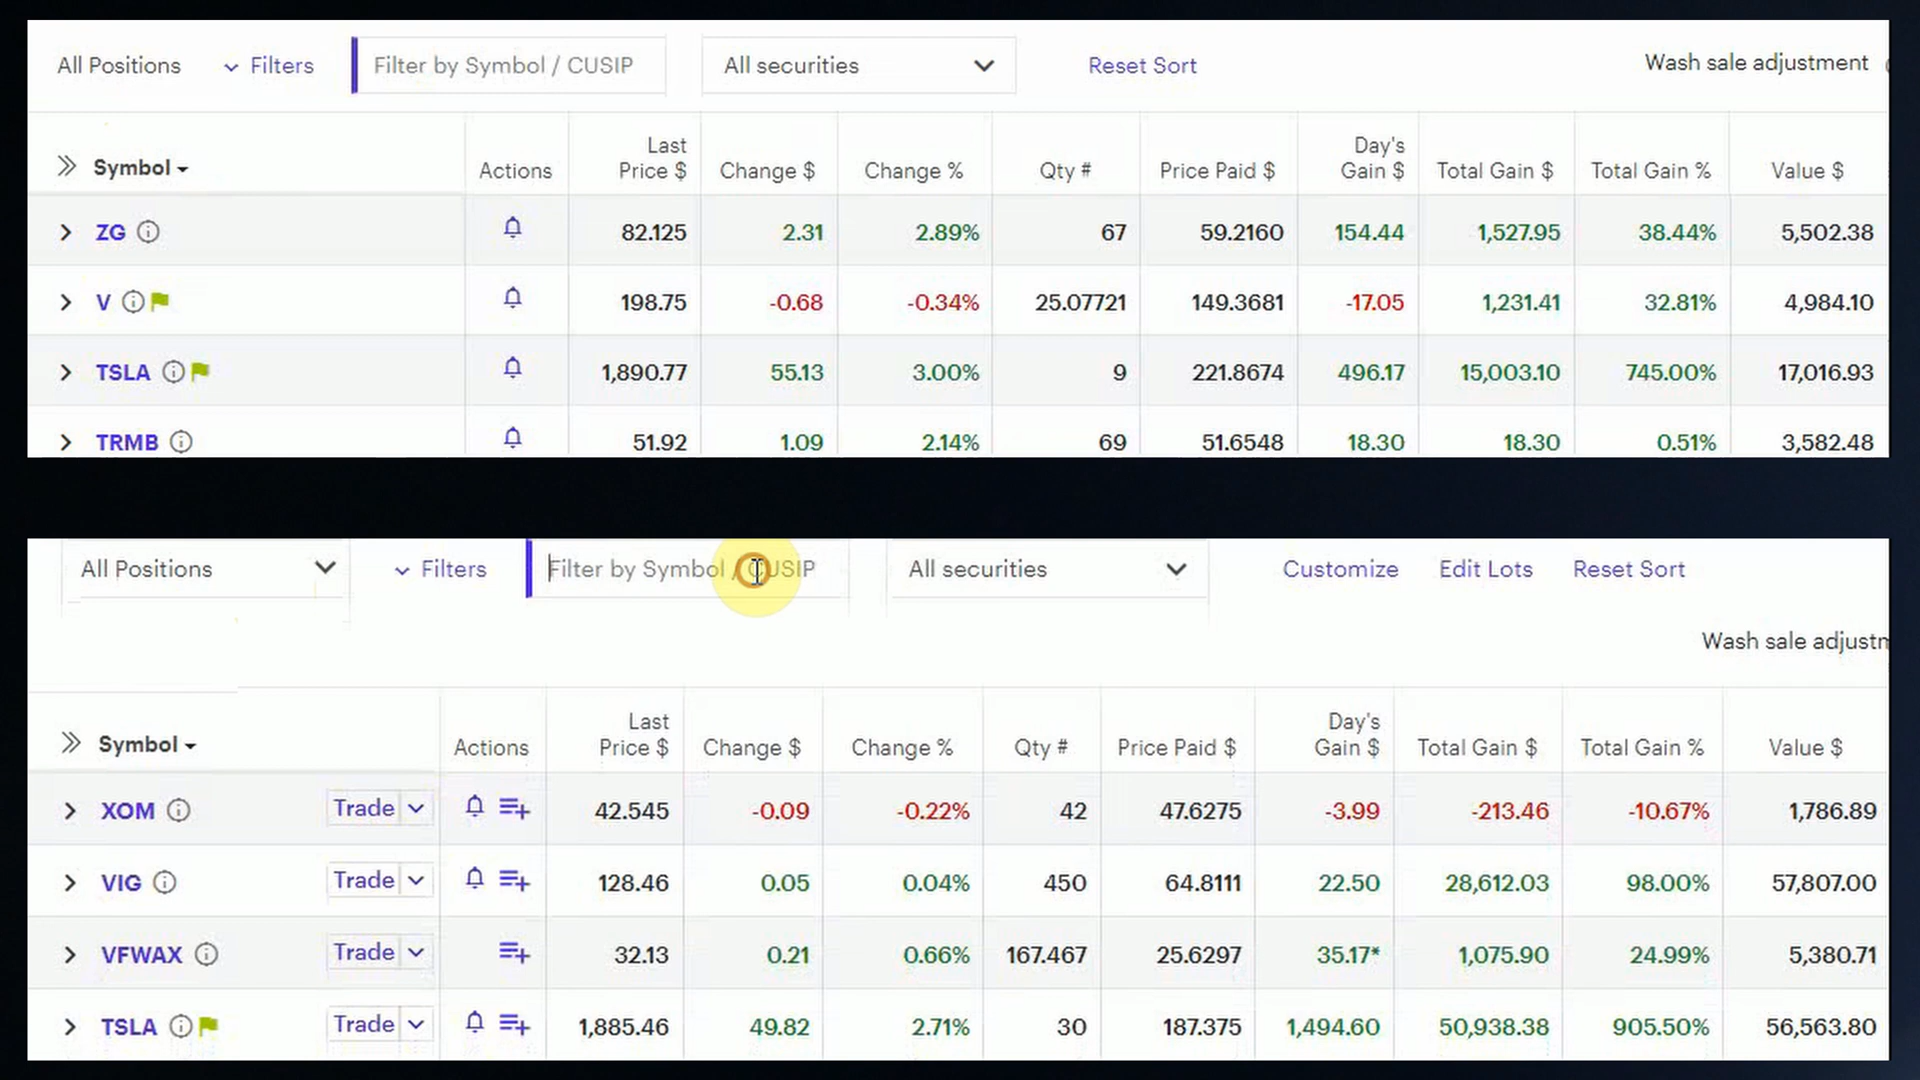 All Positions Filters Filter by Symbol / CUSIP All securities Reset Sort Wash sale adjustment
Symbol Actions Last Price $ Change $ Change % Qty # Price Paid $ Day's Gain $ Total Gain $ Total Gain % Value $
ZG 82.125 2.31 2.89% 67 59.2160 154.44 1,527.95 38.44% 5,502.38
V 198.75 -0.68 -0.34% 25.07721 149.3681 -17.05 1,231.41 32.81% 4,984.10
TSLA 1,890.77 55.13 3.00% 9 221.8674 496.17 15,003.10 745.00% 17,016.93
TRMB 51.92 1.09 2.14% 69 51.6548 18.30 18.30 0.51% 3,582.48
All Positions Filters Filter by Symbol / CUSIP All securities Customize Edit Lots Reset Sort
Wash sale adjustm
Symbol Actions Last Price $ Change $ Change % Qty # Price Paid $ Day's Gain $ Total Gain $ Total Gain % Value $
XOM Trade 42.545 -0.09 -0.22% 42 47.6275 -3.99 -213.46 -10.67% 1,786.89
VIG Trade 128.46 0.05 0.04% 450 64.8111 22.50 28,612.03 98.00% 57,807.00
VFWAX Trade 32.13 0.21 0.66% 167.467 25.6297 35.17* 1,075.90 24.99% 5,380.71
TSLA Trade 1,885.46 49.82 2.71% 30 187.375 1,494.60 50,938.38 905.50% 56,563.80